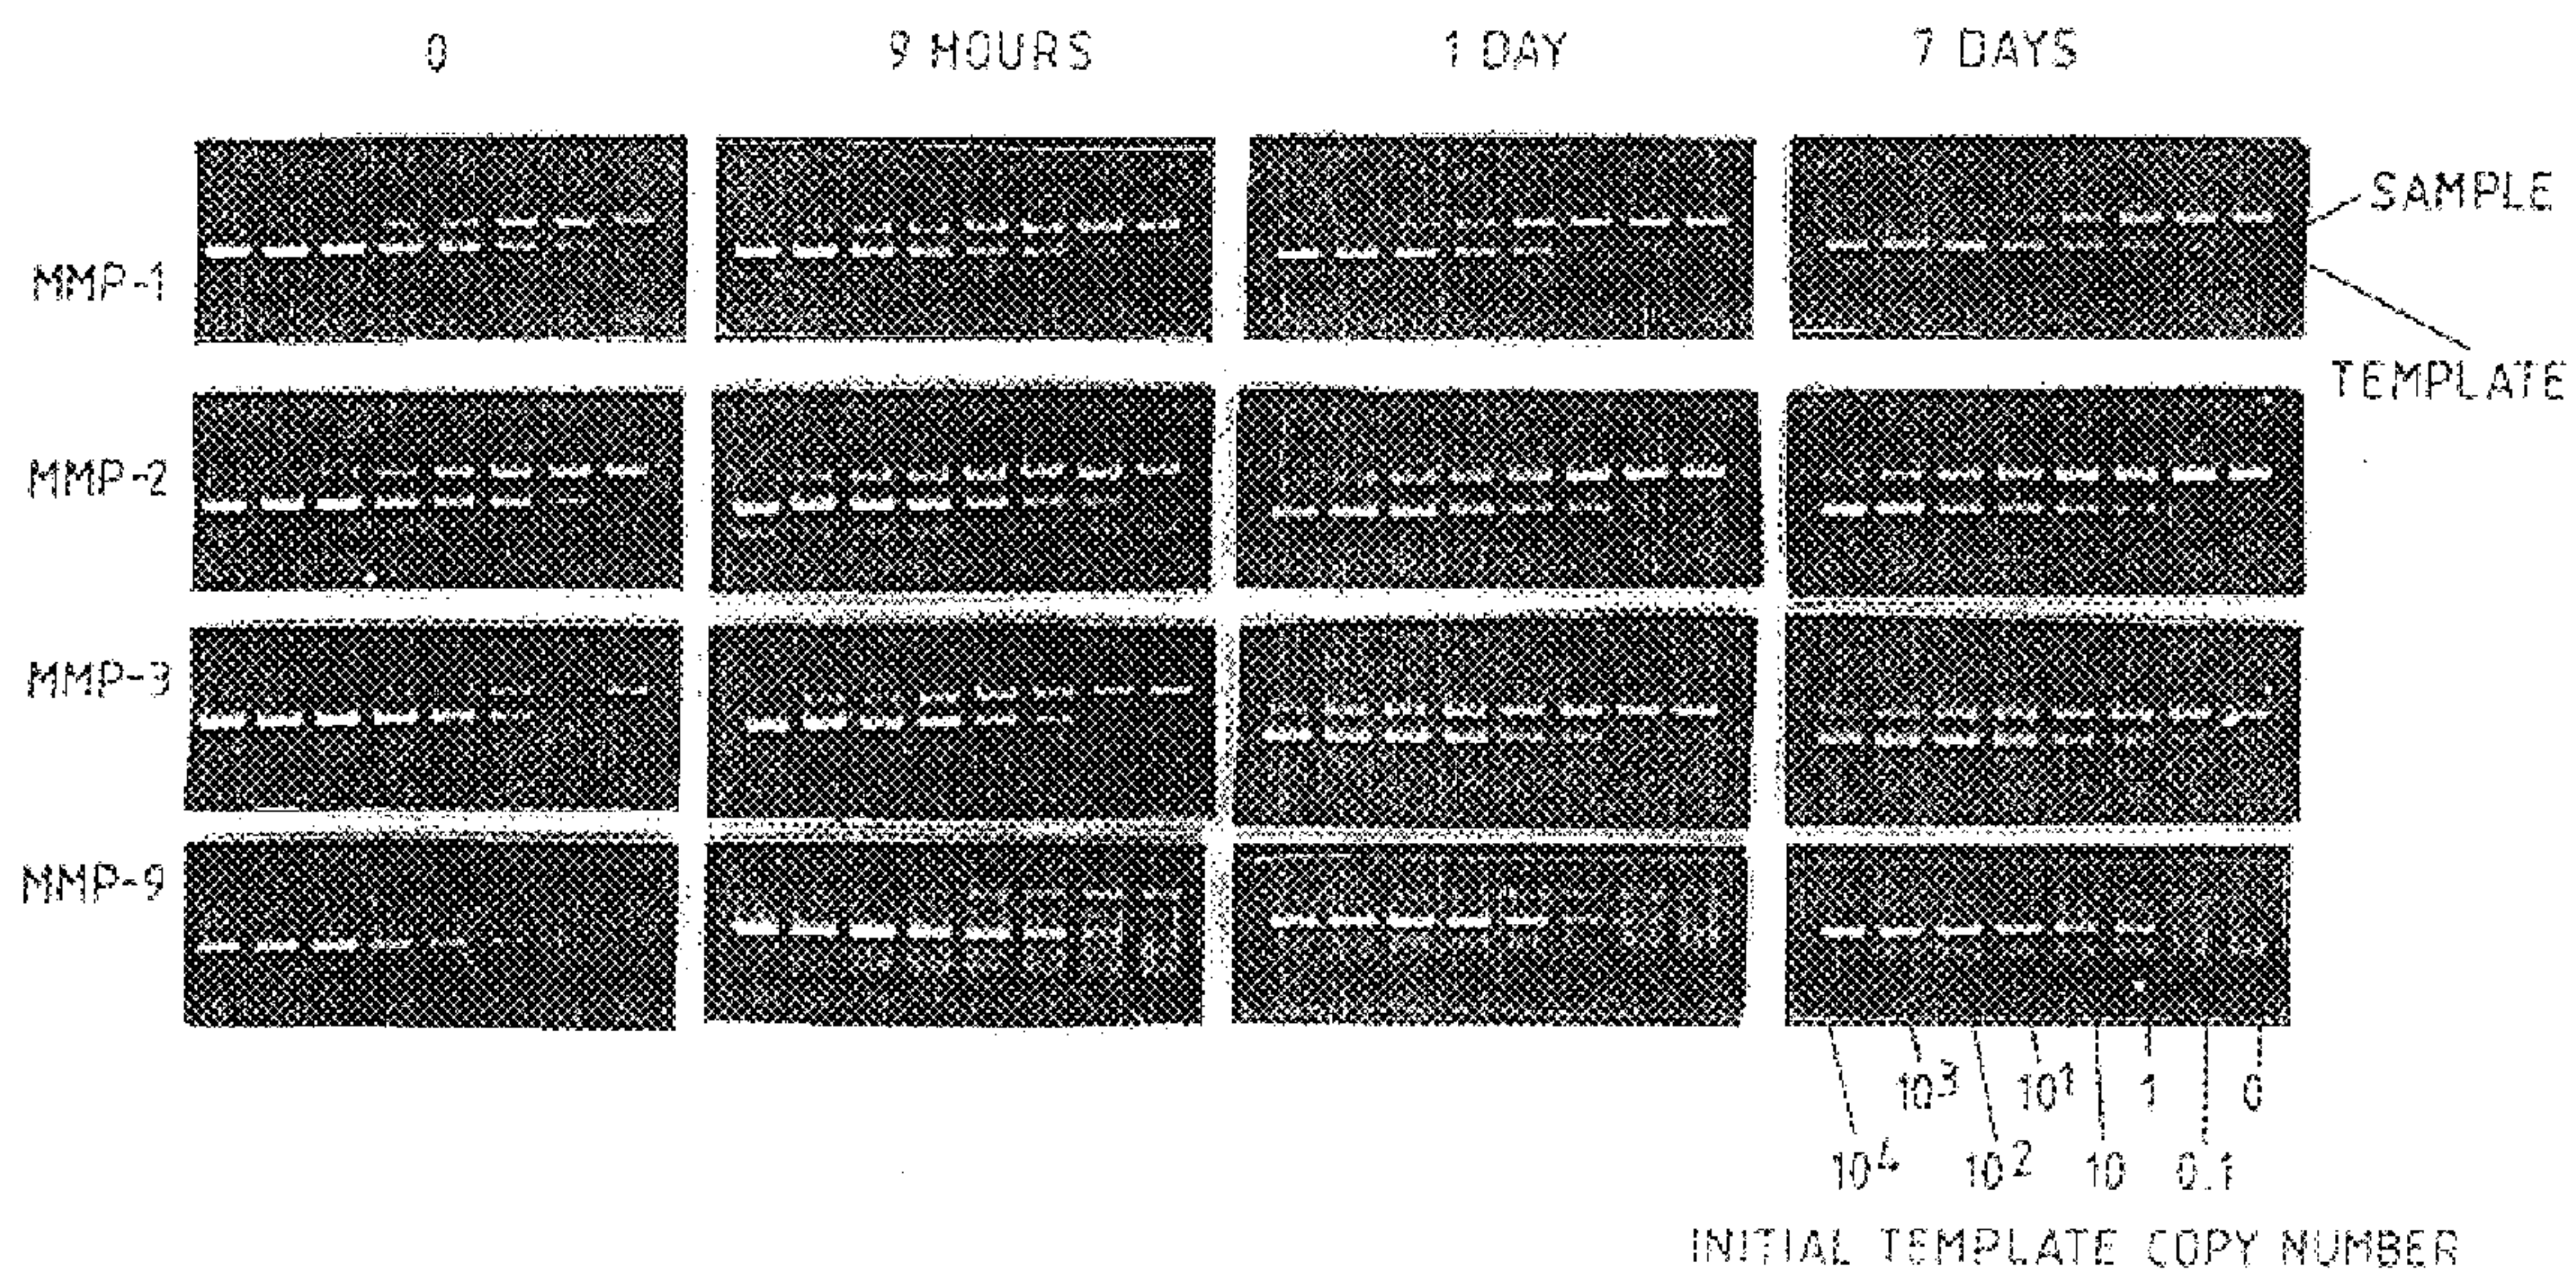 0 9 HOURS 1 DAY 7 DAYS
SAMPLE
MMP-1
TEMPLATE
MMP-2
MMP-3
MMP-9
10³ 10¹ 1 0
10⁴ 10² 10 0.1
INITIAL TEMPLATE COPY NUMBER